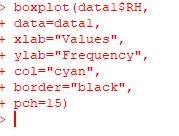 > boxplot(data1$RH,
+ data=data1,
+ xlab="Values",
+ ylab="Frequency",
+ col="cyan",
+ border="black",
+ pch=15)
>